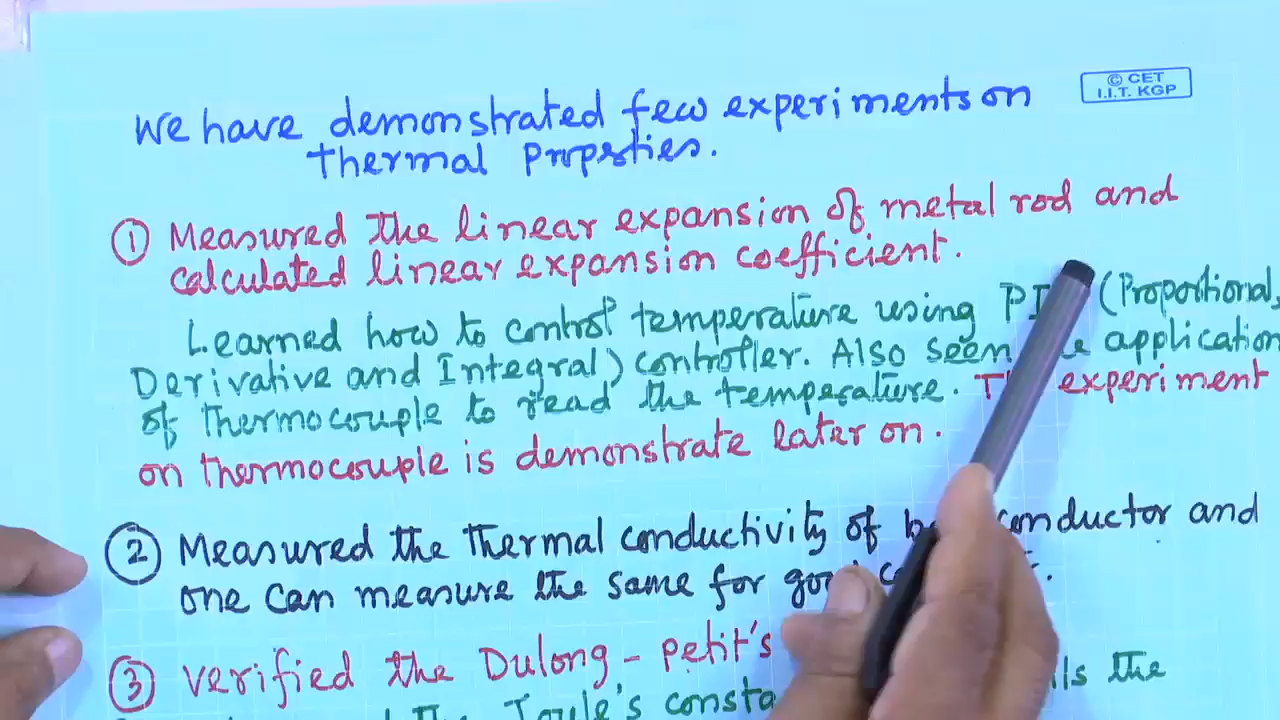 © CET
I.I.T. KGP
We have demonstrated few experiments on
thermal Properties.
① Measured the linear expansion of metal rod and
calculated linear expansion coefficient.
Learned how to control temperature using (Proportional,
Derivative and Integral) controller. Also seen application
of thermocouple to read the temperature. experiment
on thermocouple is demonstrate later on.
② Measured the thermal conductivity of conductor and
one can measure the same for
③ Verified the Dulong - Petit's
the Joule's the